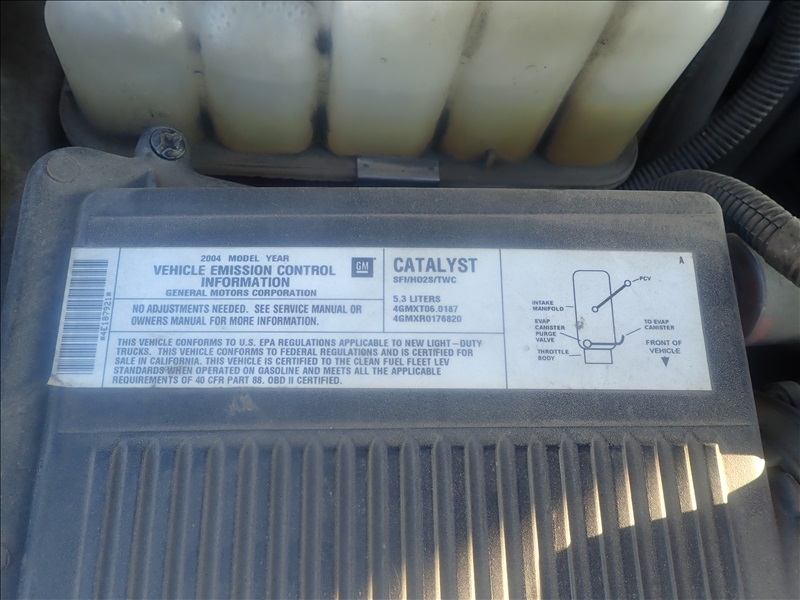 2004 MODEL YEAR
VEHICLE EMISSION CONTROL
INFORMATION
GENERAL MOTORS CORPORATION
GM
NO ADJUSTMENTS NEEDED. SEE SERVICE MANUAL OR
OWNERS MANUAL FOR MORE INFORMATION.
CATALYST
SFI/HO2S/TWC
5.3 LITERS
4GMXT06.0187
4GMXR0176820
THIS VEHICLE CONFORMS TO U.S. EPA REGULATIONS APPLICABLE TO NEW LIGHT-DUTY
TRUCKS. THIS VEHICLE CONFORMS TO FEDERAL REGULATIONS AND IS CERTIFIED FOR
SALE IN CALIFORNIA. THIS VEHICLE IS CERTIFIED TO THE CLEAN FUEL FLEET LEV
STANDARDS WHEN OPERATED ON GASOLINE AND MEETS ALL THE APPLICABLE
REQUIREMENTS OF 40 CFR PART 88. OBD II CERTIFIED.
A
PCV
INTAKE
MANIFOLD
EVAP
CANISTER
PURGE
VALVE
THROTTLE
BODY
TO EVAP
CANISTER
FRONT OF
VEHICLE